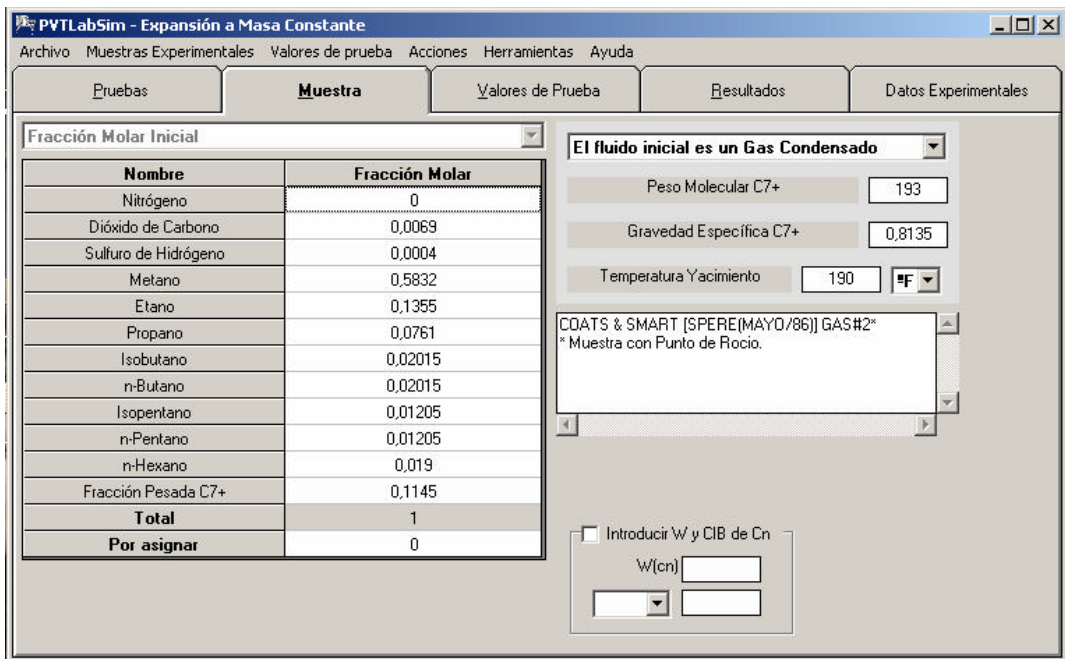 PVTLabSim - Expansión a Masa Constante
Archivo Muestras Experimentales Valores de prueba Acciones Herramientas Ayuda
Pruebas Muestra Valores de Prueba Resultados Datos Experimentales
Fracción Molar Inicial
Nombre Fracción Molar
Nitrógeno 0
Dióxido de Carbono 0,0069
Sulfuro de Hidrógeno 0,0004
Metano 0,5832
Etano 0,1355
Propano 0,0761
Isobutano 0,02015
n-Butano 0,02015
Isopentano 0,01205
n-Pentano 0,01205
n-Hexano 0,019
Fracción Pesada C7+ 0,1145
Total 1
Por asignar 0
El fluido inicial es un Gas Condensado
Peso Molecular C7+ 193
Gravedad Específica C7+ 0,8135
Temperatura Yacimiento 190 ºF
COATS & SMART [SPERE(MAYO/86)] GAS#2*
* Muestra con Punto de Rocio.
Introducir W y CIB de Cn
W(cn)